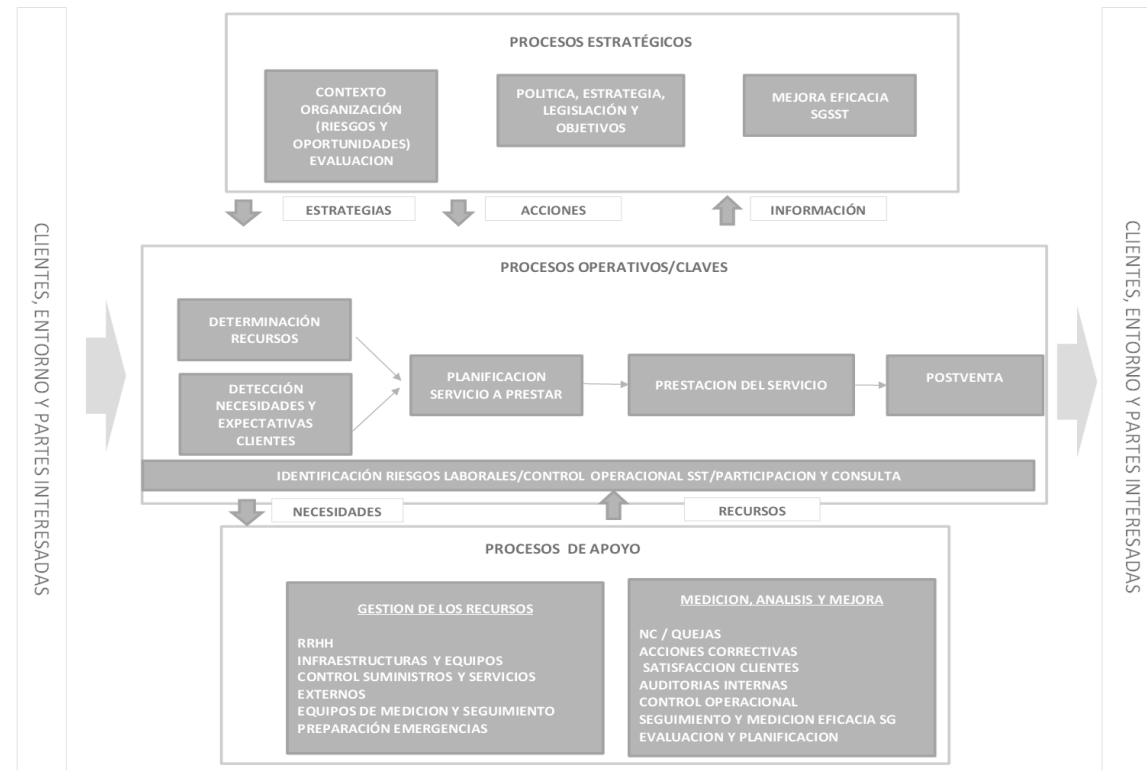 CLIENTES, ENTORNO Y PARTES INTERESADAS
PROCESOS ESTRATÉGICOS
CONTEXTO
ORGANIZACIÓN
(RIESGOS Y
OPORTUNIDADES)
EVALUACION
POLITICA, ESTRATEGIA,
LEGISLACIÓN Y
OBJETIVOS
MEJORA EFICACIA
SGSST
ESTRATEGIAS
ACCIONES
INFORMACIÓN
PROCESOS OPERATIVOS/CLAVES
DETERMINACIÓN
RECURSOS
DETECCIÓN
NECESIDADES Y
EXPECTATIVAS
CLIENTES
PLANIFICACION
SERVICIO A PRESTAR
PRESTACION DEL SERVICIO
POSTVENTA
IDENTIFICACIÓN RIESGOS LABORALES/CONTROL OPERACIONAL SST/PARTICIPACION Y CONSULTA
NECESIDADES
RECURSOS
PROCESOS DE APOYO
GESTION DE LOS RECURSOS
RRHH
INFRAESTRUCTURAS Y EQUIPOS
CONTROL SUMINISTROS Y SERVICIOS
EXTERNOS
EQUIPOS DE MEDICION Y SEGUIMIENTO
PREPARACIÓN EMERGENCIAS
MEDICION, ANALISIS Y MEJORA
NC / QUEJAS
ACCIONES CORRECTIVAS
SATISFACCION CLIENTES
AUDITORIAS INTERNAS
CONTROL OPERACIONAL
SEGUIMIENTO Y MEDICION EFICACIA SG
EVALUACION Y PLANIFICACION
CLIENTES, ENTORNO Y PARTES INTERESADAS